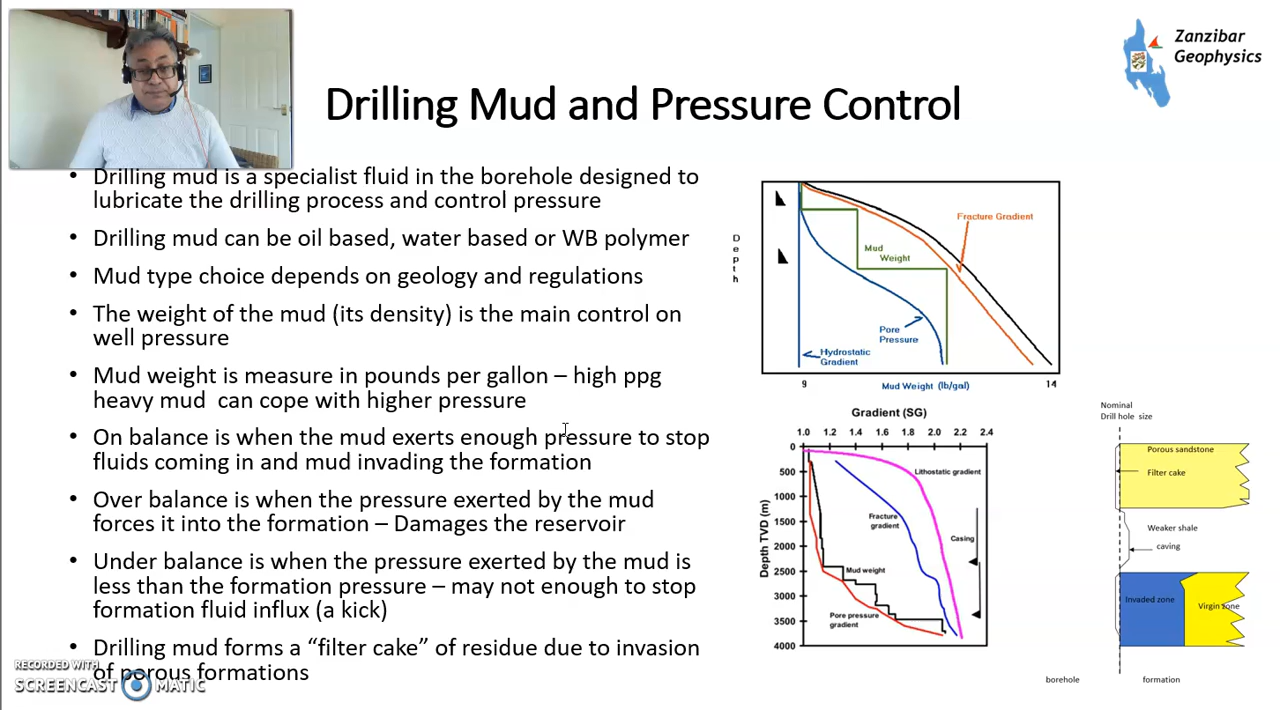 Zanzibar
Geophysics
Drilling Mud and Pressure Control
• Drilling mud is a specialist fluid in the borehole designed to
lubricate the drilling process and control pressure
• Drilling mud can be oil based, water based or WB polymer
• Mud type choice depends on geology and regulations
• The weight of the mud (its density) is the main control on
well pressure
• Mud weight is measure in pounds per gallon – high ppg
heavy mud can cope with higher pressure
• On balance is when the mud exerts enough pressure to stop
fluids coming in and mud invading the formation
• Over balance is when the pressure exerted by the mud
forces it into the formation – Damages the reservoir
• Under balance is when the pressure exerted by the mud is
less than the formation pressure – may not enough to stop
formation fluid influx (a kick)
• Drilling mud forms a “filter cake” of residue due to invasion
of porous formations
RECORDED WITH
SCREENCAST MATIC
Depth
Fracture Gradient
Mud
Weight
Pore
Pressure
Hydrostatic
Gradient
9
Mud Weight (lb/gal)
14
Gradient (SG)
1.0 1.2 1.4 1.6 1.8 2.0 2.2 2.4
Depth TVD (m)
0
500
1000
1500
2000
2500
3000
3500
4000
Lithostatic gradient
Fracture
gradient
Casing
Mud weight
Pore pressure
gradient
Nominal
Drill hole size
Porous sandstone
Filter cake
Weaker shale
caving
Invaded zone
Virgin zone
borehole
formation